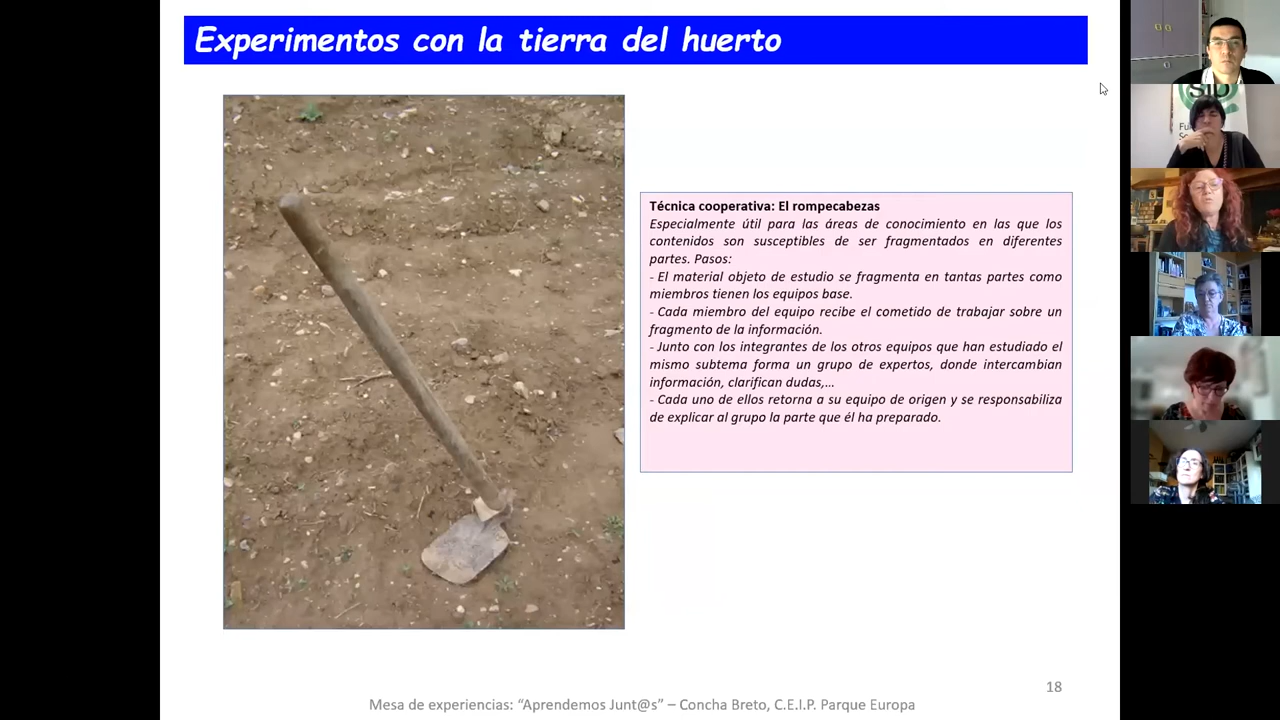 Experimentos con la tierra del huerto
Técnica cooperativa: El rompecabezas
Especialmente útil para las áreas de conocimiento en las que los
contenidos son susceptibles de ser fragmentados en diferentes
partes. Pasos:
- El material objeto de estudio se fragmenta en tantas partes como
miembros tienen los equipos base.
- Cada miembro del equipo recibe el cometido de trabajar sobre un
fragmento de la información.
- Junto con los integrantes de los otros equipos que han estudiado el
mismo subtema forma un grupo de expertos, donde intercambian
información, clarifican dudas,...
- Cada uno de ellos retorna a su equipo de origen y se responsabiliza
de explicar al grupo la parte que él ha preparado.
18
Mesa de experiencias: “Aprendemos Junt@s” – Concha Breto, C.E.I.P. Parque Europa